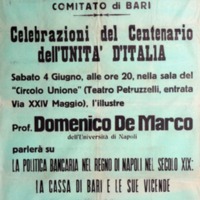 COMITATO di BARI
Celebrazioni del Centenario
dell'UNITA' D'ITALIA
Sabato 4 Giugno, alle ore 20, nella sala del
"Circolo Unione" (Teatro Petruzzelli, entrata
Via XXIV Maggio), l'illustre
Prof. Domenico De Marco
dell'Università di Napoli
parlerà su
LA POLITICA BANCARIA NEL REGNO DI NAPOLI NEL SECOLO XIX:
LA CASSA DI BARI E LE SUE VICENDE